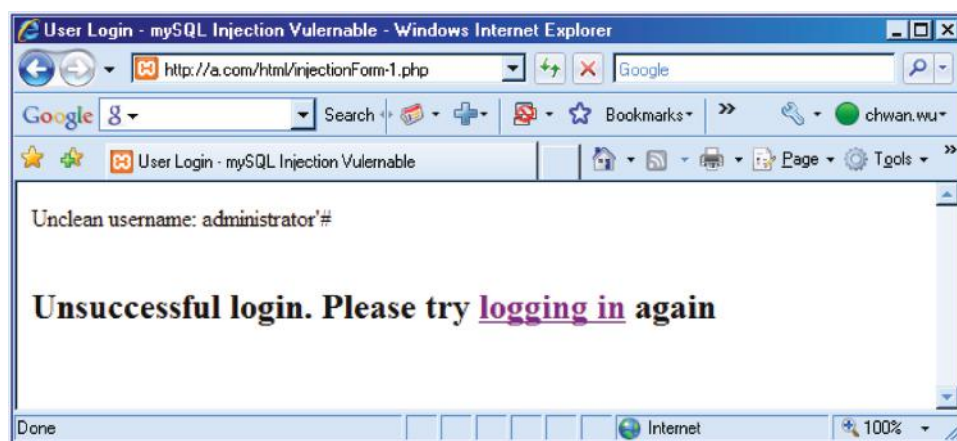 User Login - mySQL Injection Vulernable - Windows Internet Explorer
http://a.com/html/injectionForm-1.php
Google
Google
Search
Bookmarks
»
chwan.wu
User Login - mySQL Injection Vulernable
Page
Tools
»
Unclean username: administrator'#
Unsuccessful login. Please try logging in again
Done
Internet
100%